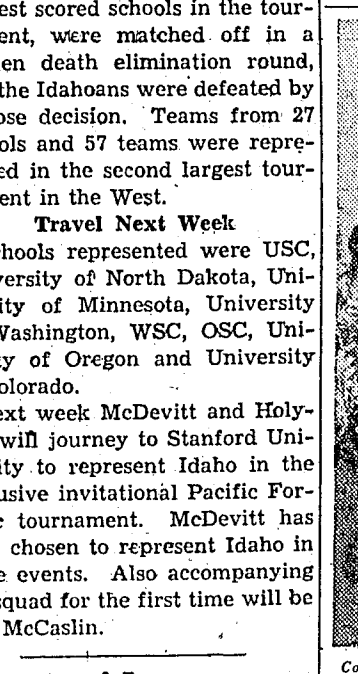 est scored schools in the tour-
ent, were matched off in a
en death elimination round,
the Idahoans were defeated by
ose decision. Teams from 27
ols and 57 teams were repre-
ed in the second largest tour-
ent in the West.
Travel Next Week
hools represented were USC,
versity of North Dakota, Uni-
ity of Minnesota, University
Washington, WSC, OSC, Uni-
ty of Oregon and University
olorado.
ext week McDevitt and Holy-
will journey to Stanford Uni-
ity to represent Idaho in the
usive invitational Pacific For-
c tournament. McDevitt has
chosen to represent Idaho in
e events. Also accompanying
squad for the first time will be
McCaslin.
Co